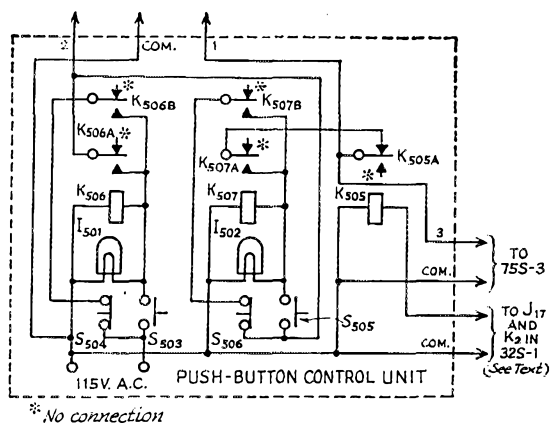 2 COM. 1
*
K506B
*
K507B
K506A
*
*
K507A
K505A
*
K506
K507
K505
I501
I502
3
TO
75S-3
COM.
S505
TO J17
AND
K2 IN
32S-1
(See Text)
S504
S503
S506
COM.
115V. A.C.
PUSH-BUTTON CONTROL UNIT
*No connection